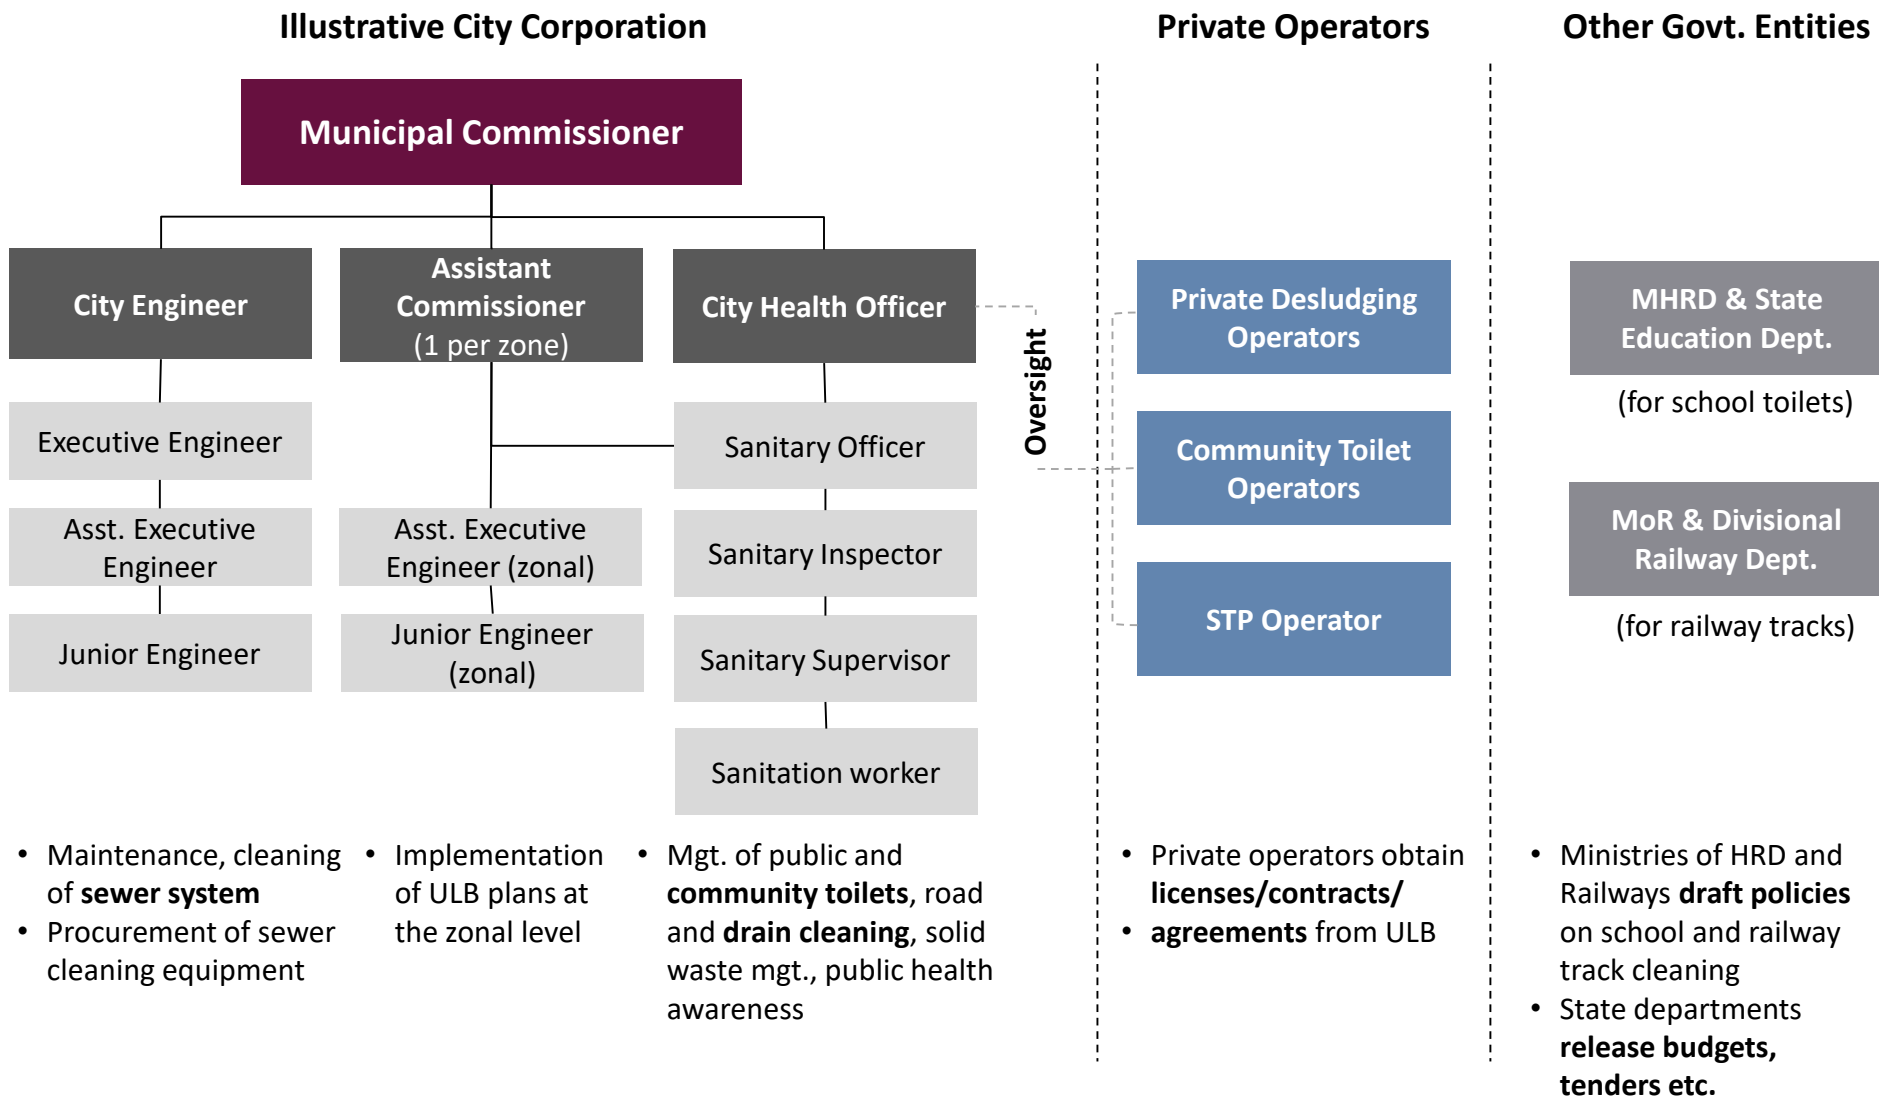 Illustrative City Corporation
Private Operators
Other Govt. Entities
Municipal Commissioner
City Engineer
Assistant
Commissioner
(1 per zone)
City Health Officer
Executive Engineer
Asst. Executive
Engineer
Junior Engineer
Asst. Executive
Engineer (zonal)
Junior Engineer
(zonal)
Sanitary Officer
Sanitary Inspector
Sanitary Supervisor
Sanitation worker
Oversight
Private Desludging
Operators
Community Toilet
Operators
STP Operator
MHRD & State
Education Dept.
(for school toilets)
MoR & Divisional
Railway Dept.
(for railway tracks)
• Maintenance, cleaning
of sewer system
• Procurement of sewer
cleaning equipment
• Implementation
of ULB plans at
the zonal level
• Mgt. of public and
community toilets, road
and drain cleaning, solid
waste mgt., public health
awareness
• Private operators obtain
licenses/contracts/
• agreements from ULB
• Ministries of HRD and
Railways draft policies
on school and railway
track cleaning
• State departments
release budgets,
tenders etc.